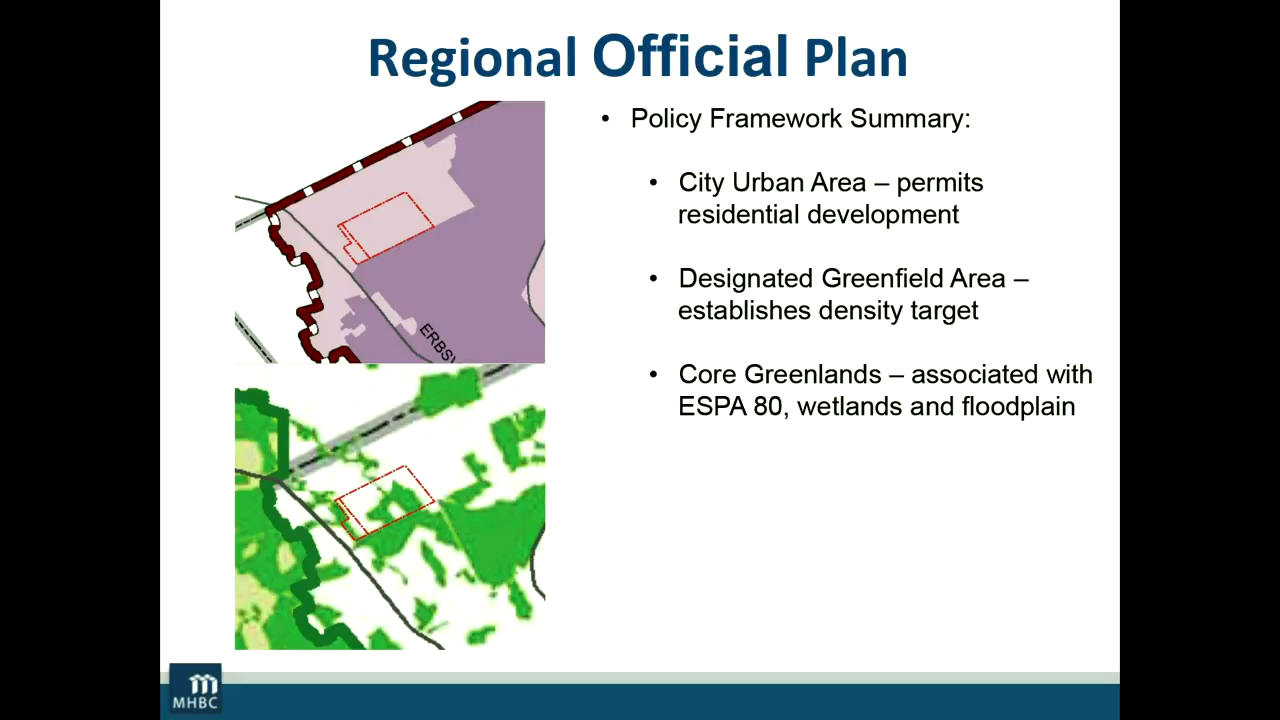 Regional Official Plan
• Policy Framework Summary:
• City Urban Area – permits
residential development
• Designated Greenfield Area –
establishes density target
• Core Greenlands – associated with
ESPA 80, wetlands and floodplain
ERBSV
MHBC